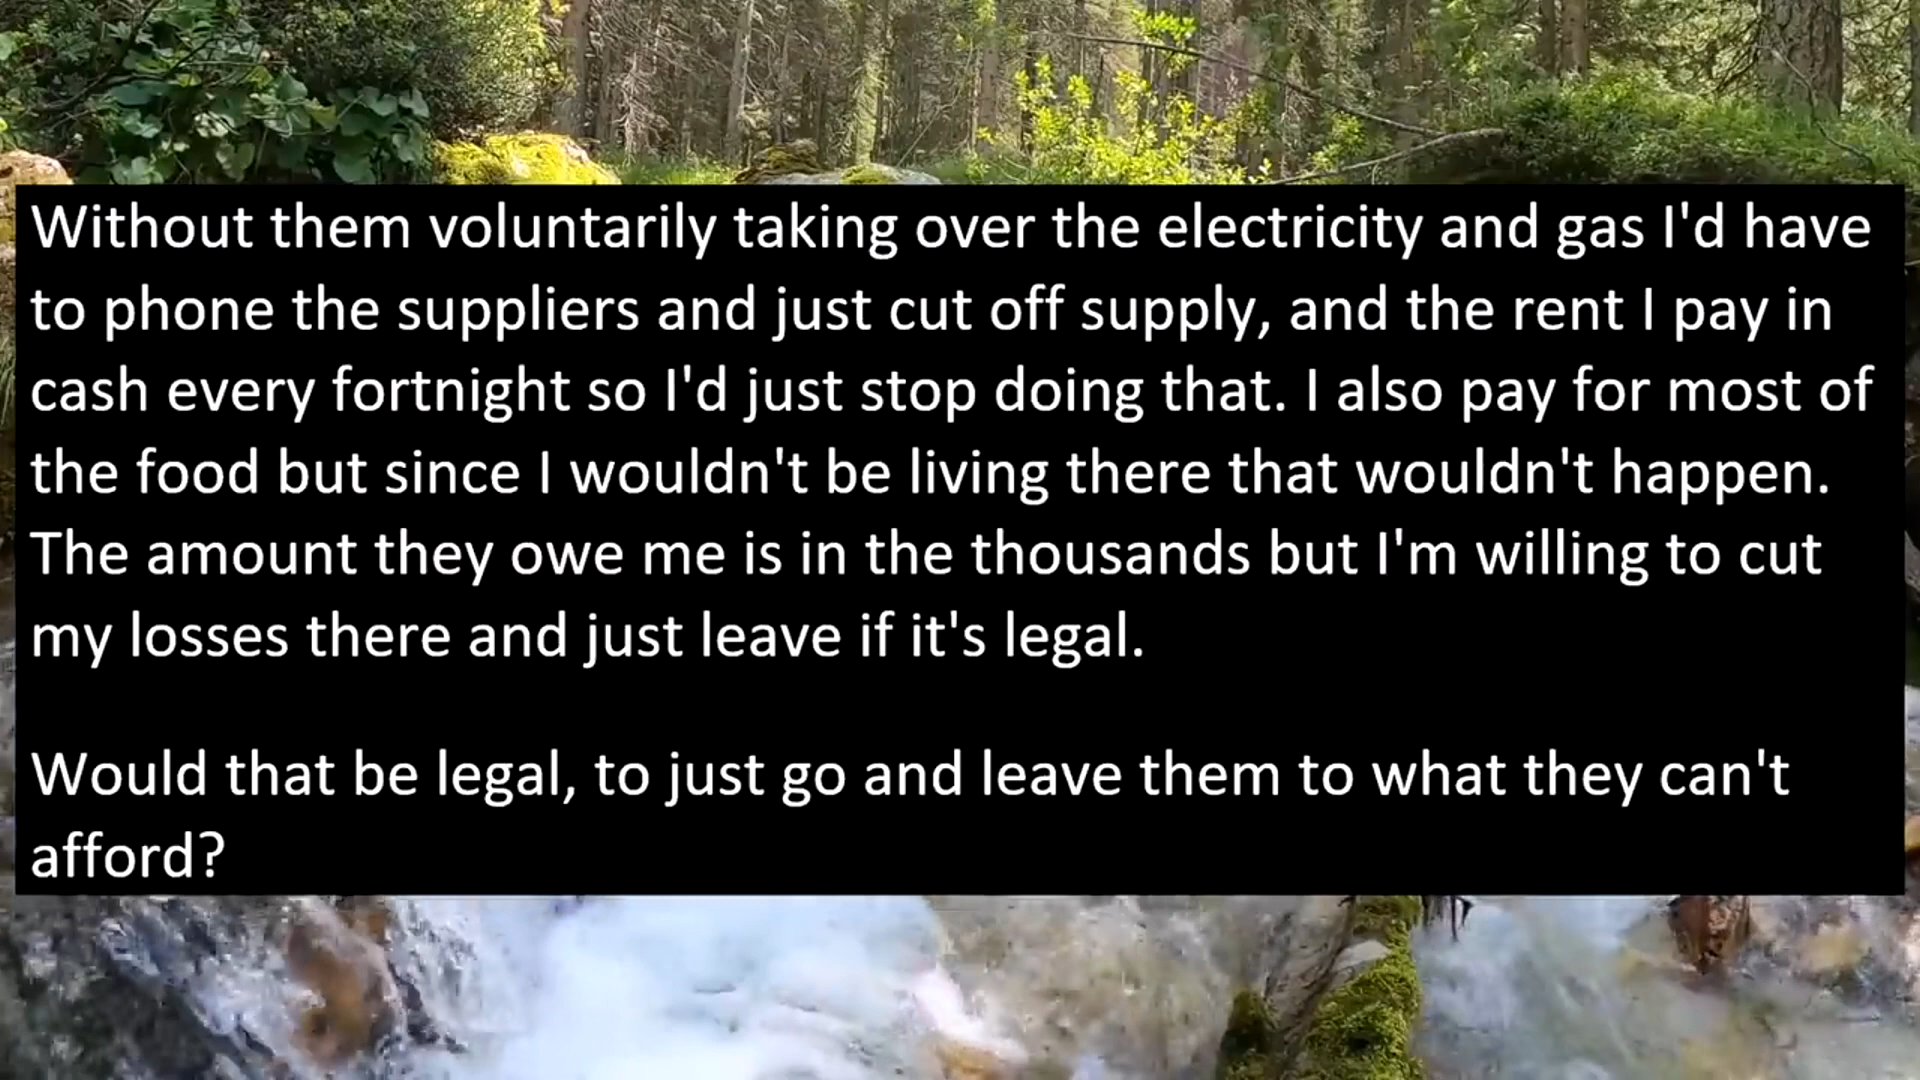 Without them voluntarily taking over the electricity and gas I'd have
to phone the suppliers and just cut off supply, and the rent I pay in
cash every fortnight so I'd just stop doing that. I also pay for most of
the food but since I wouldn't be living there that wouldn't happen.
The amount they owe me is in the thousands but I'm willing to cut
my losses there and just leave if it's legal.
Would that be legal, to just go and leave them to what they can't
afford?